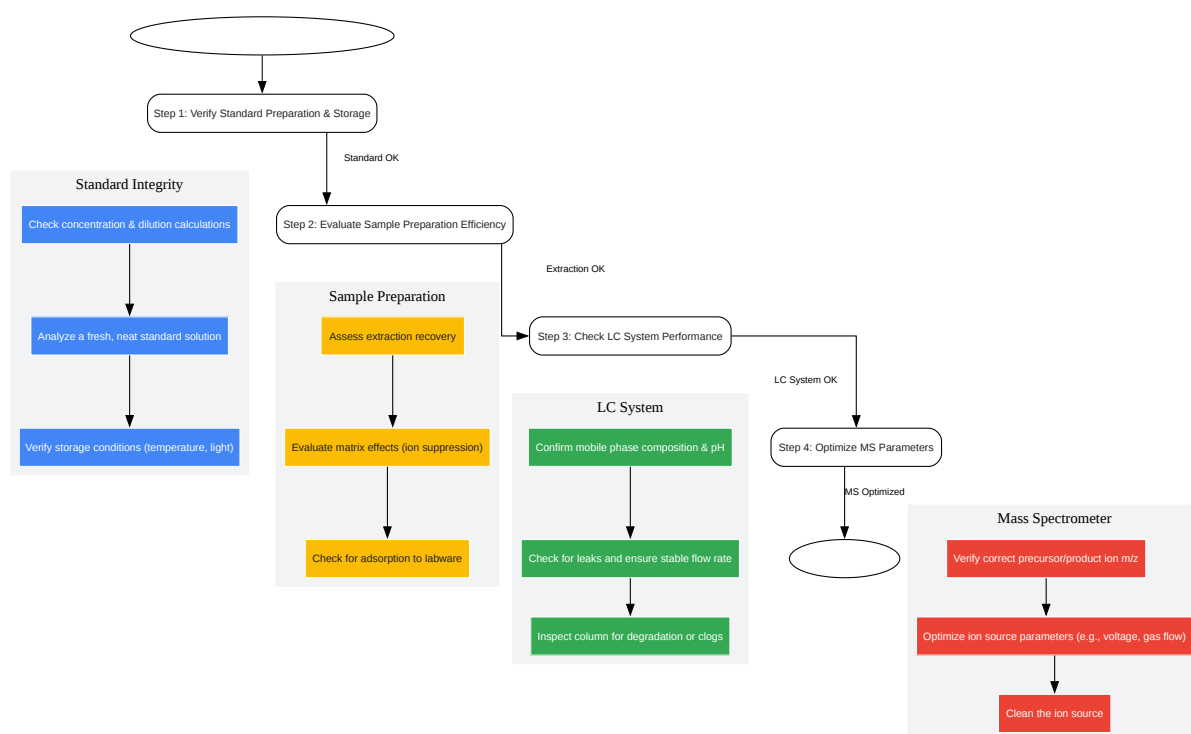 Step 1: Verify Standard Preparation & Storage
Standard OK
Standard Integrity
Check concentration & dilution calculations
Analyze a fresh, neat standard solution
Verify storage conditions (temperature, light)
Step 2: Evaluate Sample Preparation Efficiency
Extraction OK
Sample Preparation
Assess extraction recovery
Evaluate matrix effects (ion suppression)
Check for adsorption to labware
Step 3: Check LC System Performance
LC System OK
LC System
Confirm mobile phase composition & pH
Check for leaks and ensure stable flow rate
Inspect column for degradation or clogs
Step 4: Optimize MS Parameters
MS Optimized
Mass Spectrometer
Verify correct precursor/product ion m/z
Optimize ion source parameters (e.g., voltage, gas flow)
Clean the ion source